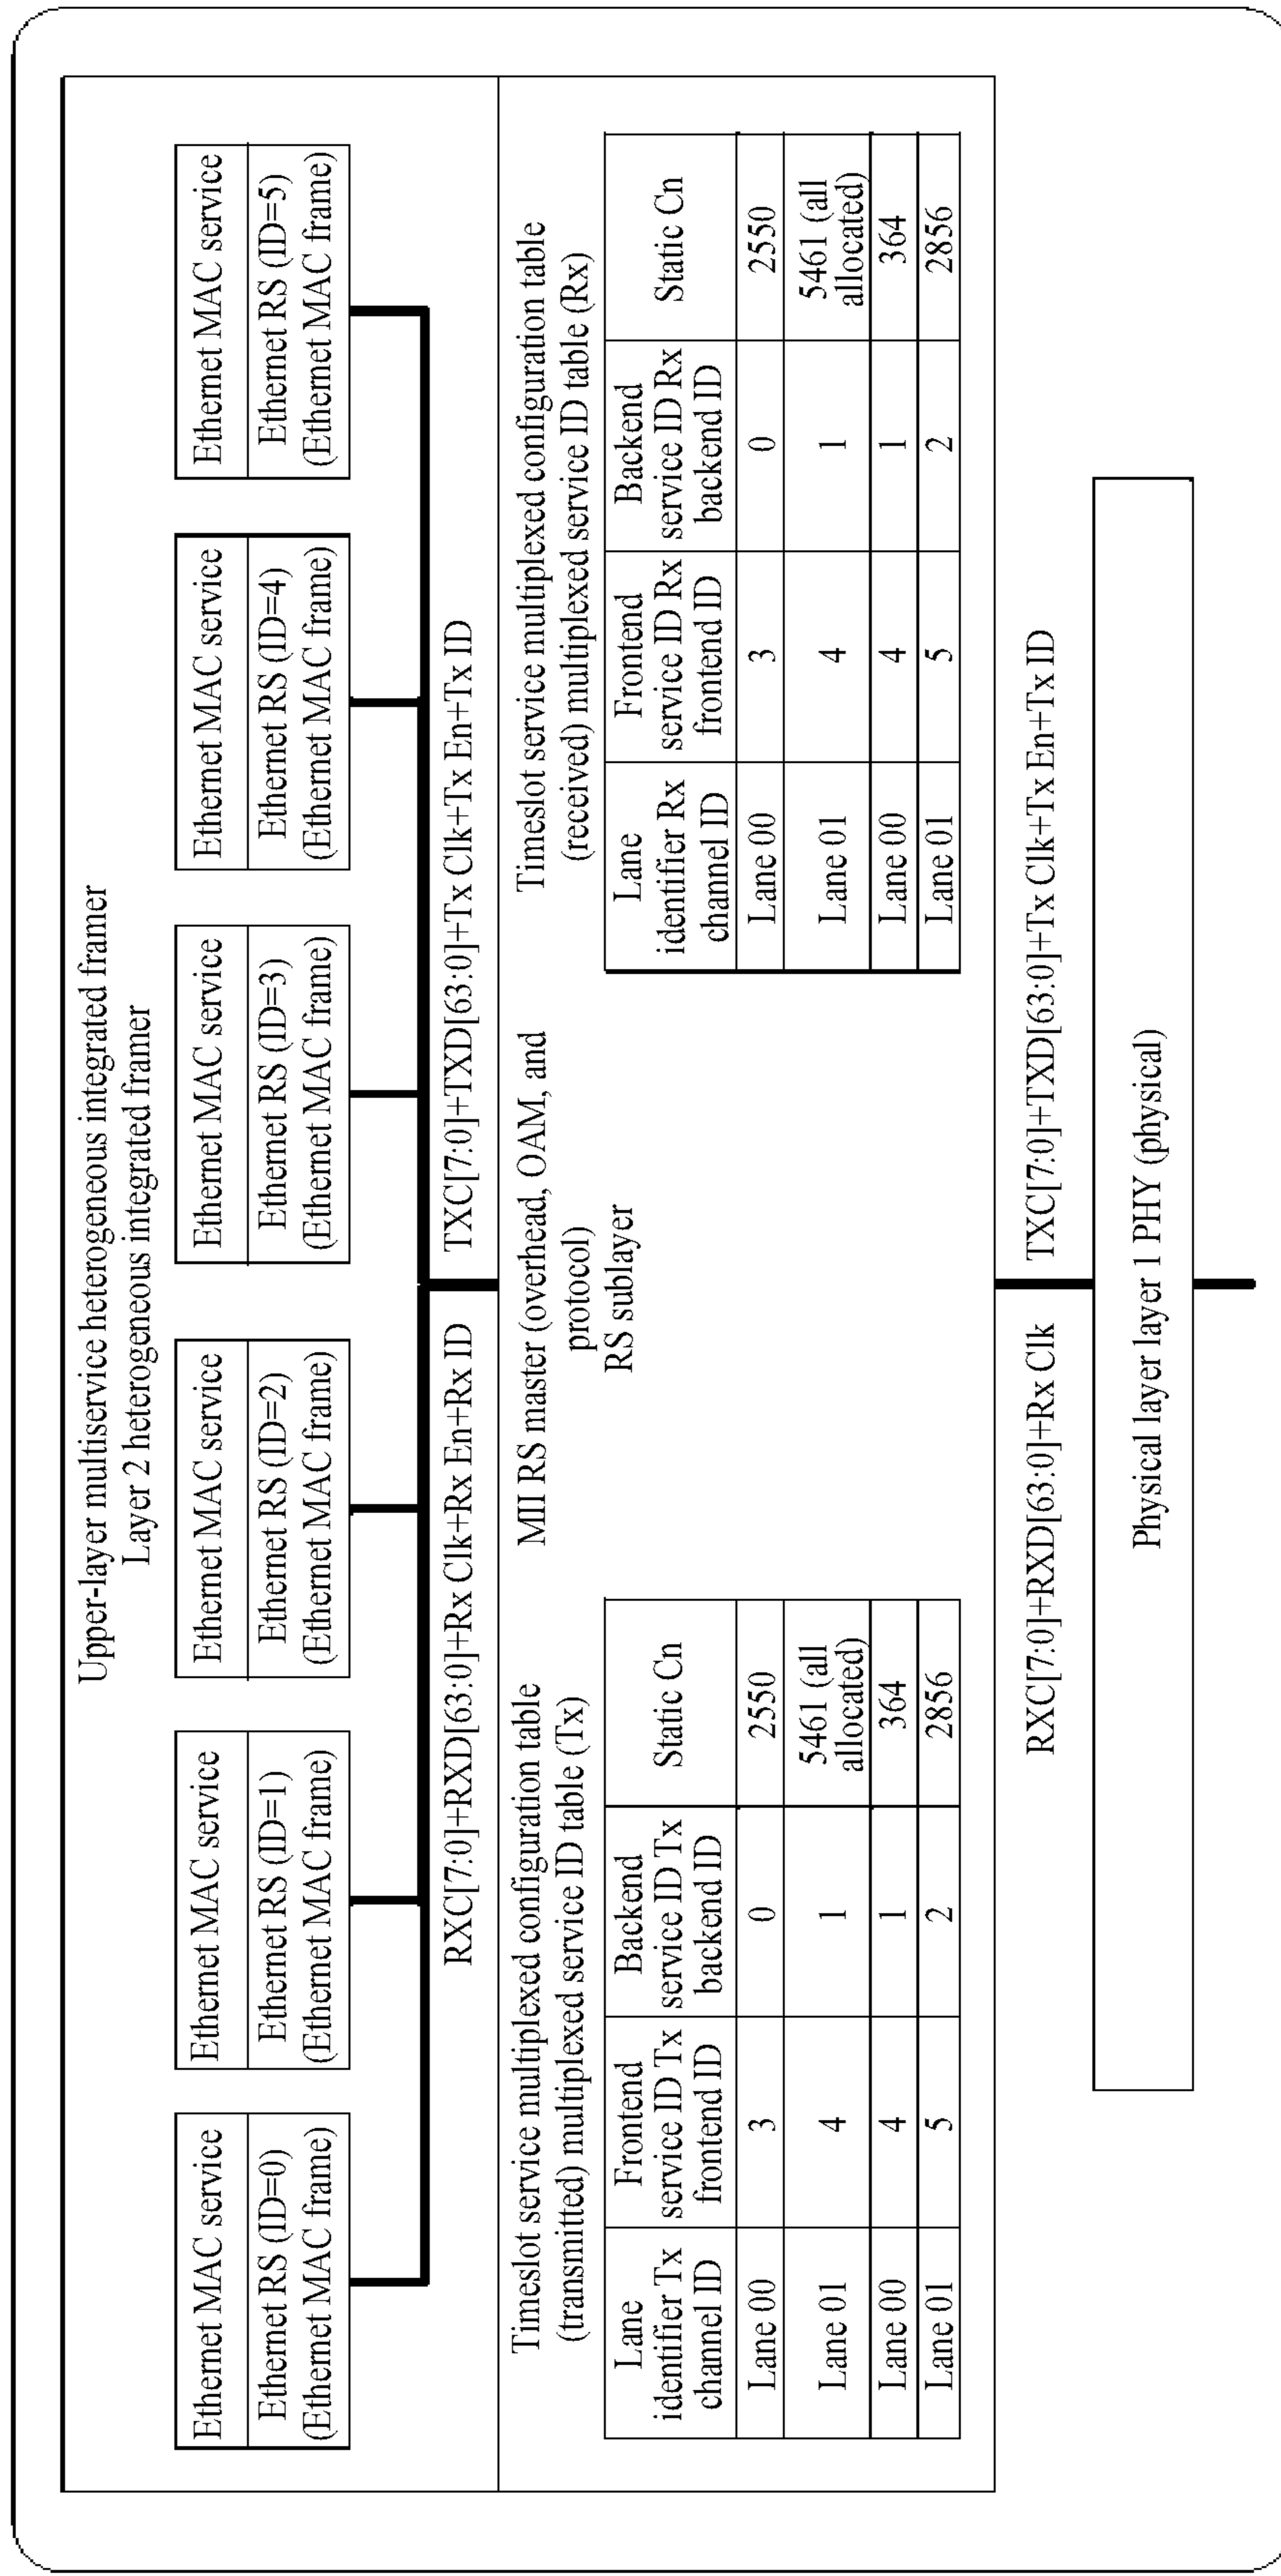 Upper-layer multiservice heterogeneous integrated framer
Layer 2 heterogeneous integrated framer
Ethernet MAC service
Ethernet RS (ID=0)
(Ethernet MAC frame)
Ethernet MAC service
Ethernet RS (ID=1)
(Ethernet MAC frame)
Ethernet MAC service
Ethernet RS (ID=2)
(Ethernet MAC frame)
Ethernet MAC service
Ethernet RS (ID=3)
(Ethernet MAC frame)
Ethernet MAC service
Ethernet RS (ID=4)
(Ethernet MAC frame)
Ethernet MAC service
Ethernet RS (ID=5)
(Ethernet MAC frame)
RXC[7:0]+RXD[63:0]+Rx Clk+Rx En+Rx ID
TXC[7:0]+TXD[63:0]+Tx Clk+Tx En+Tx ID
Timeslot service multiplexed configuration table
(transmitted) multiplexed service ID table (Tx)
Lane
identifier Tx
channel ID
Frontend
service ID Tx
frontend ID
Backend
service ID Tx
backend ID
Static Cn
Lane 00
3
0
2550
Lane 01
4
1
5461 (all
allocated)
Lane 00
4
1
364
Lane 01
5
2
2856
MII RS master (overhead, OAM, and
protocol)
RS sublayer
Timeslot service multiplexed configuration table
(received) multiplexed service ID table (Rx)
Lane
identifier Rx
channel ID
Frontend
service ID Rx
frontend ID
Backend
service ID Rx
backend ID
Static Cn
Lane 00
3
0
2550
Lane 01
4
1
5461 (all
allocated)
Lane 00
4
1
364
Lane 01
5
2
2856
RXC[7:0]+RXD[63:0]+Rx Clk
TXC[7:0]+TXD[63:0]+Tx Clk+Tx En+Tx ID
Physical layer layer 1 PHY (physical)